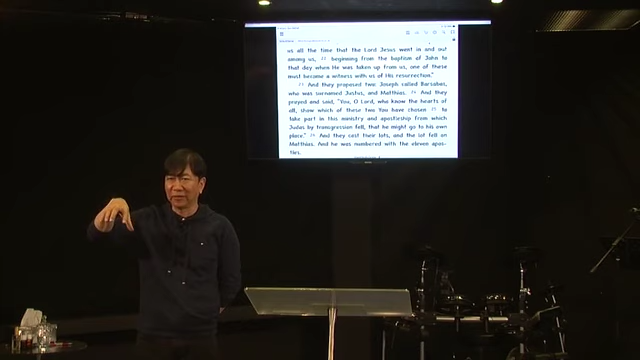 us all the time that the Lord Jesus went in and out
among us, 22 beginning from the baptism of John to
that day when He was taken up from us, one of these
must become a witness with us of His resurrection."
23 And they proposed two: Joseph called Barsabas,
who was surnamed Justus, and Matthias. 24 And they
prayed and said, "You, O Lord, who know the hearts of
all, show which of these two You have chosen 25 to
take part in this ministry and apostleship from which
Judas by transgression fell, that he might go to his own
place." 26 And they cast their lots, and the lot fell on
Matthias. And he was numbered with the eleven apos-
tles.